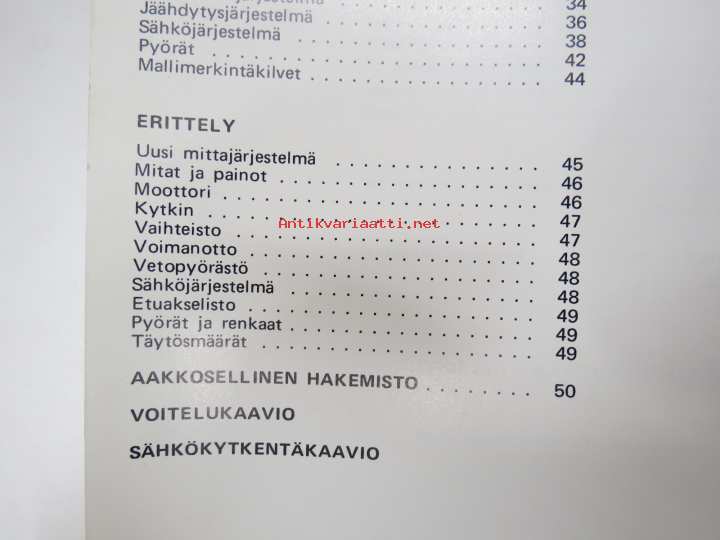 34
Jäähdytysjärjestelmä . . . . . . . . . . . . . . 36
Sähköjärjestelmä . . . . . . . . . . . . . . . 38
Pyörät . . . . . . . . . . . . . . . . . . . . 42
Mallimerkintäkilvet . . . . . . . . . . . . . . 44
ERITTELY
Uusi mittajärjestelmä . . . . . . . . . . . . . 45
Mitat ja painot . . . . . . . . . . . . . . . . 46
Moottori . . . . . . . . . . . . . . . . . . . 46
Kytkin . . . . . . . . . . . . . . . . . . . . 47
Vaihteisto . . . . . . . . . . . . . . . . . . 47
Voimanotto . . . . . . . . . . . . . . . . . . 48
Vetopyörästö . . . . . . . . . . . . . . . . . 48
Sähköjärjestelmä . . . . . . . . . . . . . . . 48
Etuakselisto . . . . . . . . . . . . . . . . . 49
Pyörät ja renkaat . . . . . . . . . . . . . . . 49
Täytösmäärät . . . . . . . . . . . . . . . . . 49
AAKKOSELLINEN HAKEMISTO . . . . . . . . 50
VOITELUKAAVIO
SÄHKÖKYTKENTÄKAAVIO
Antikvariaatti.net